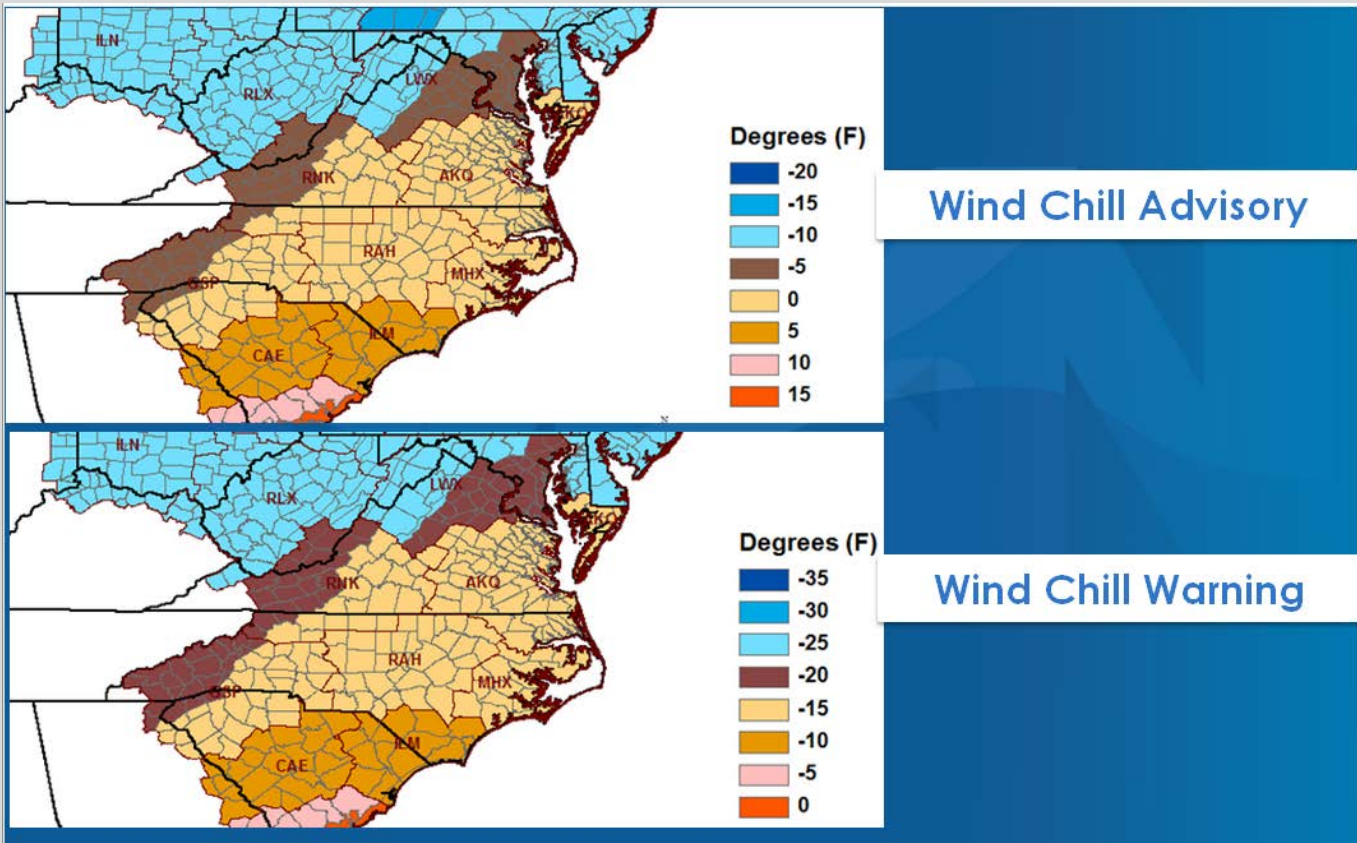 ILN
RLX
LWX
AKQ
RNK
AKQ
RAH
MHX
GSP
ILM
CAE
Degrees (F)
-20
-15
-10
-5
0
5
10
15
Wind Chill Advisory
N
ILN
RLX
LWX
AKQ
RNK
AKQ
RAH
MHX
GSP
ILM
CAE
Degrees (F)
-35
-30
-25
-20
-15
-10
-5
0
Wind Chill Warning